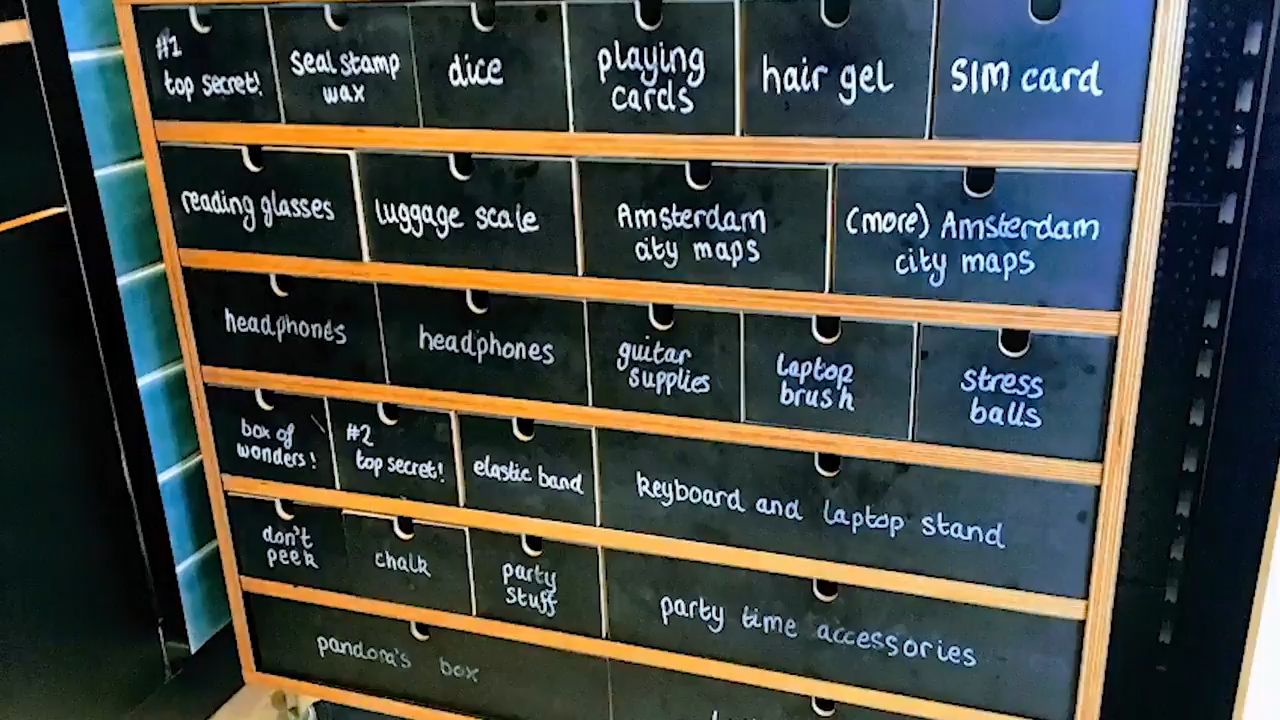 #1
top secret!
seal stamp
wax
dice
playing
cards
hair gel
SIM card
reading glasses
luggage scale
Amsterdam
city maps
(more) Amsterdam
city maps
headphones
headphones
guitar
supplies
laptop
brush
stress
balls
box of
wonders!
#2
top secret!
elastic band
keyboard and laptop stand
don't
peek
chalk
party
stuff
party time accessories
pandora's box